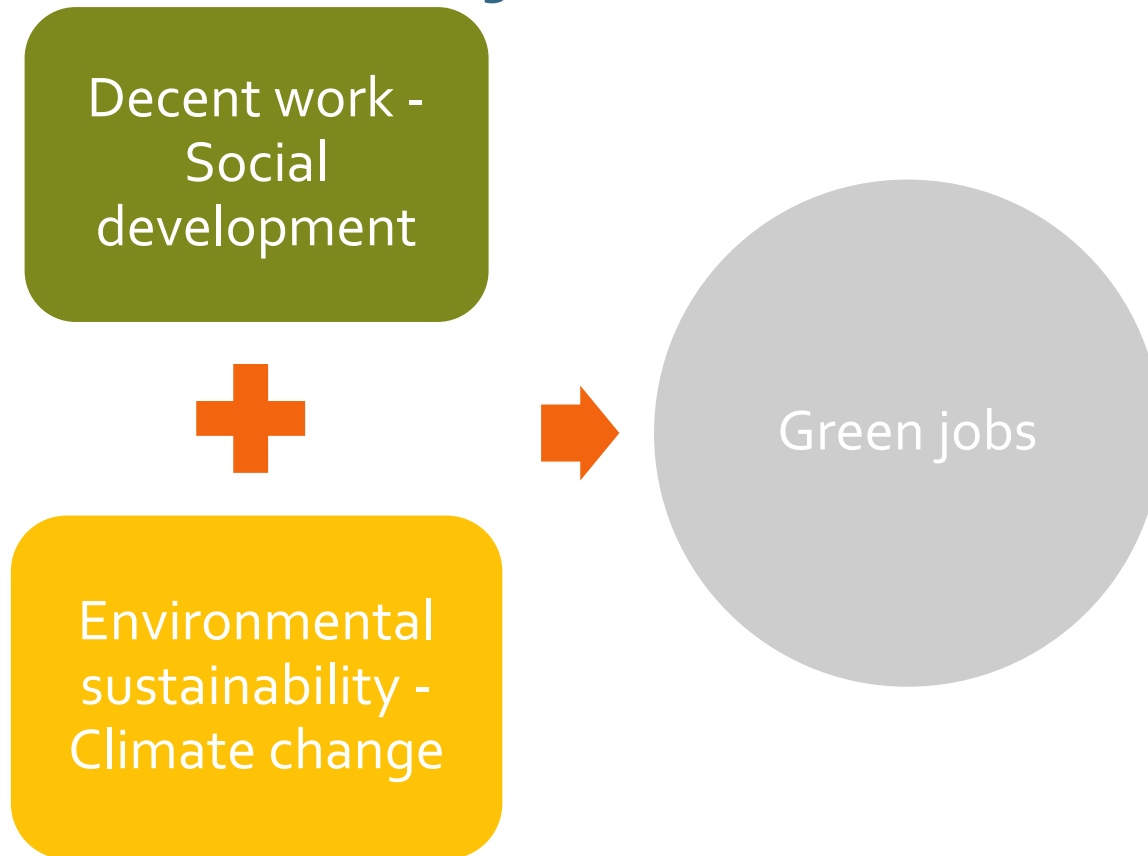 Decent work -
Social
development
Green jobs
Environmental
sustainability -
Climate change